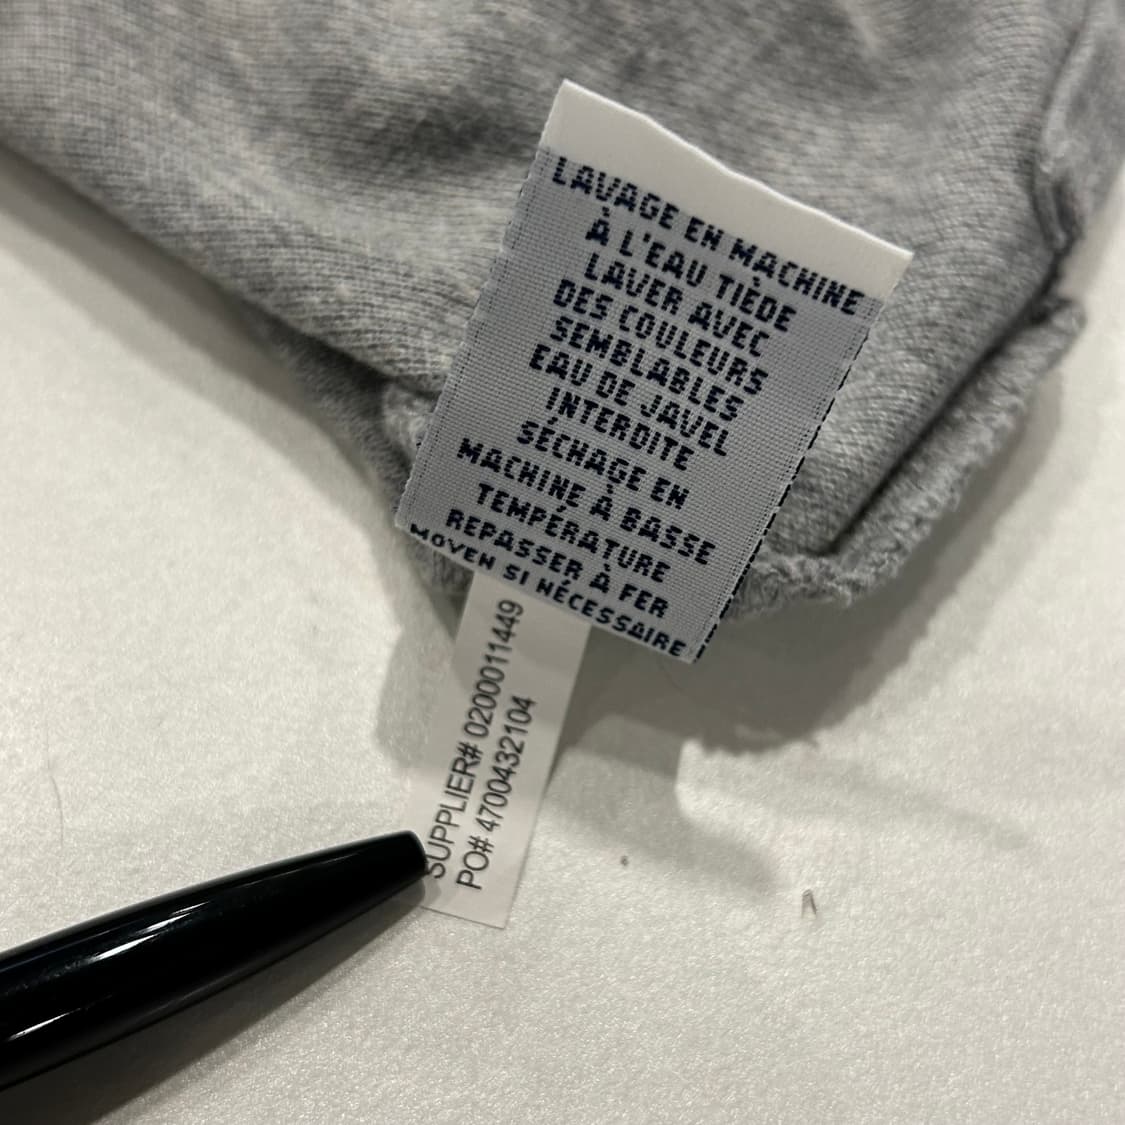 LAVAGE EN MACHINE
À L'EAU TIÈDE
LAVER AVEC
DES COULEURS
SEMBLABLES
EAU DE JAVEL
INTERDITE
SÉCHAGE EN
MACHINE À BASSE
TEMPÉRATURE
REPASSER À FER
MOYEN SI NÉCESSAIRE
SUPPLIER# 0200011449
PO# 4700432104